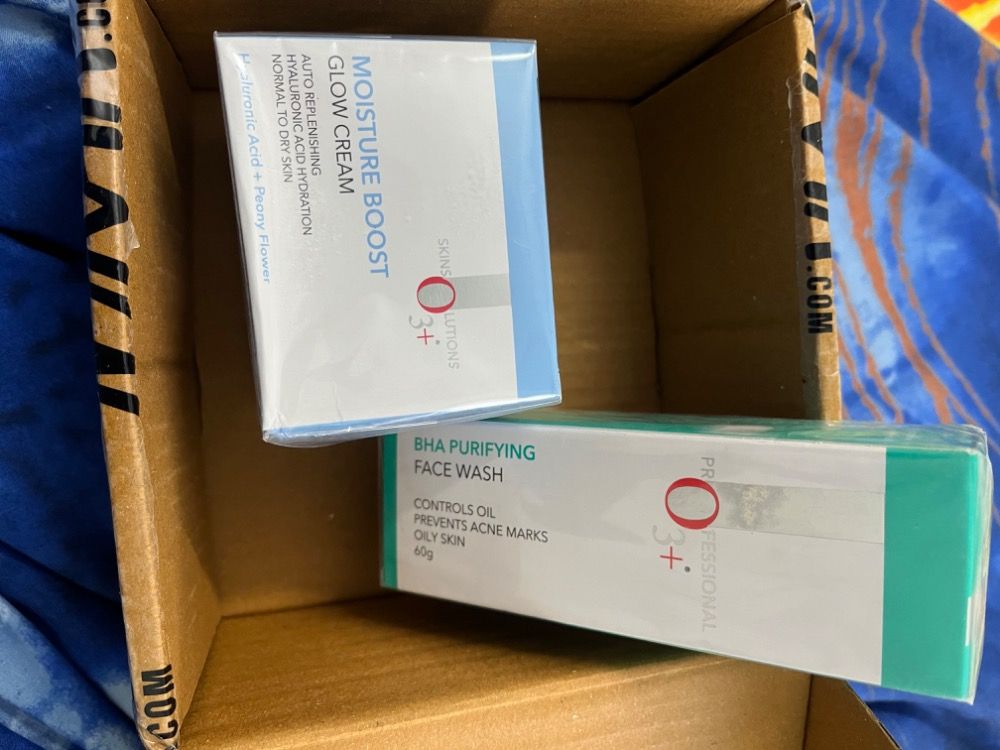 MOISTURE BOOST
GLOW CREAM
AUTO REPLENISHING
HYALURONIC ACID HYDRATION
NORMAL TO DRY SKIN
Hyaluronic Acid + Peony Flower
SKINSOLUTIONS
O3+
BHA PURIFYING
FACE WASH
CONTROLS OIL
PREVENTS ACNE MARKS
OILY SKIN
60g
PROFESSIONAL
O3+
.COM